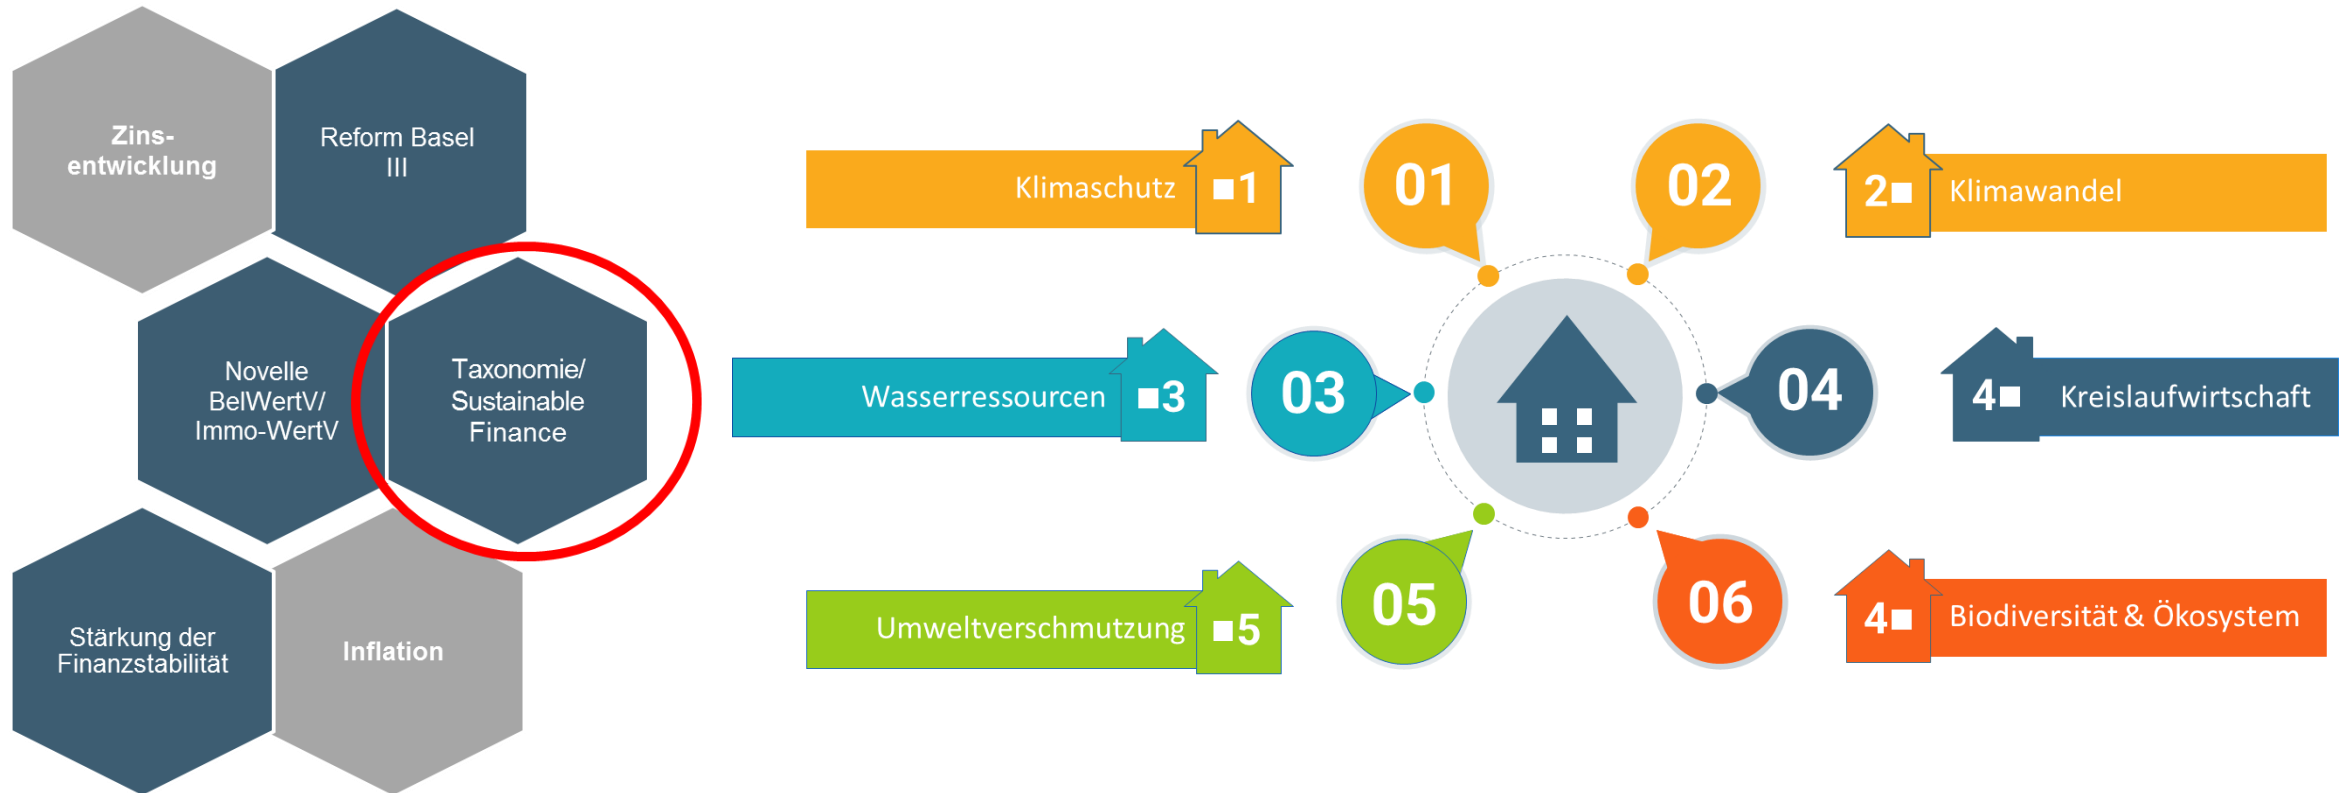 Zins-
entwicklung
Reform Basel
III
Novelle
BelWertV/
Immo-WertV
Taxonomie/
Sustainable
Finance
Stärkung der
Finanzstabilität
Inflation
Klimaschutz
1
01
02
2
Klimawandel
Wasserressourcen
3
03
04
4
Kreislaufwirtschaft
Umweltverschmutzung
5
05
06
4
Biodiversität & Ökosystem